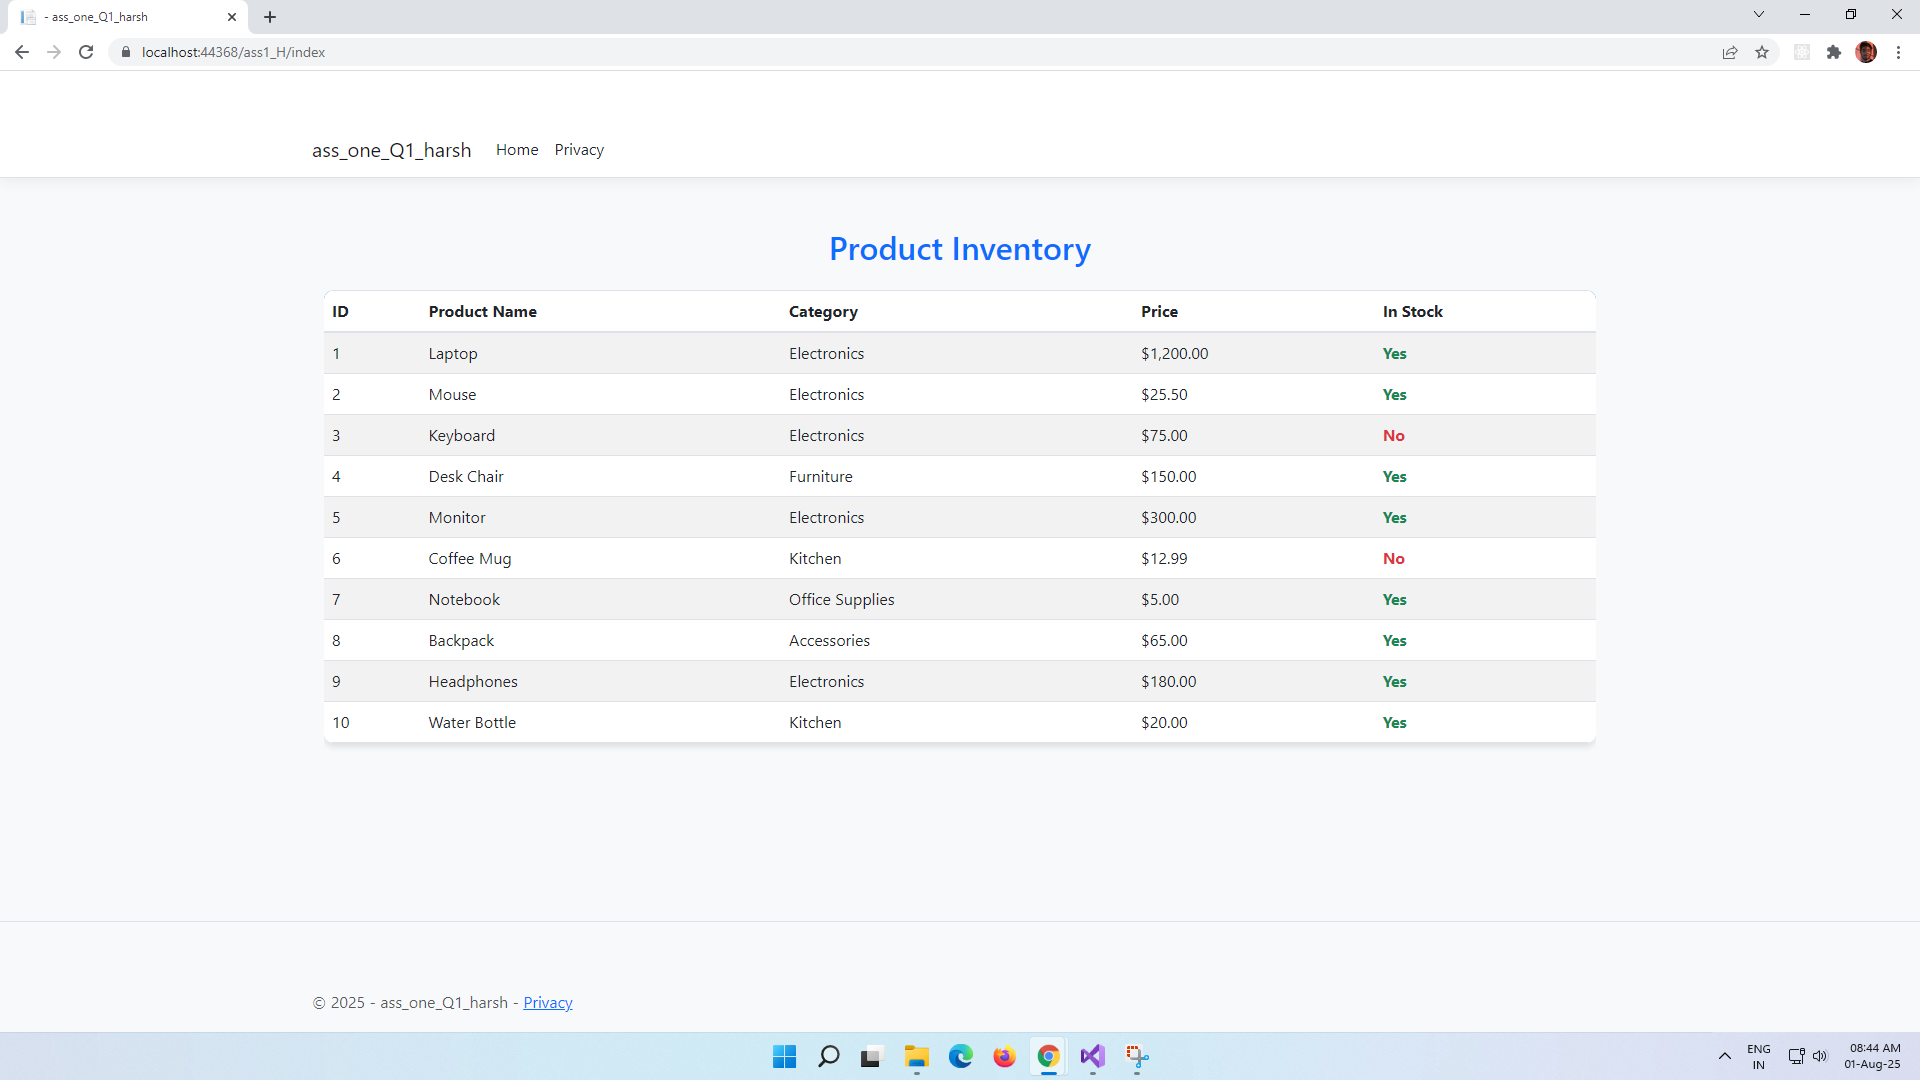 - ass_one_Q1_harsh
localhost:44368/ass1_H/index
ass_one_Q1_harsh Home Privacy
Product Inventory
ID Product Name Category Price In Stock
1 Laptop Electronics $1,200.00 Yes
2 Mouse Electronics $25.50 Yes
3 Keyboard Electronics $75.00 No
4 Desk Chair Furniture $150.00 Yes
5 Monitor Electronics $300.00 Yes
6 Coffee Mug Kitchen $12.99 No
7 Notebook Office Supplies $5.00 Yes
8 Backpack Accessories $65.00 Yes
9 Headphones Electronics $180.00 Yes
10 Water Bottle Kitchen $20.00 Yes
© 2025 - ass_one_Q1_harsh - Privacy
ENG
IN
08:44 AM
01-Aug-25